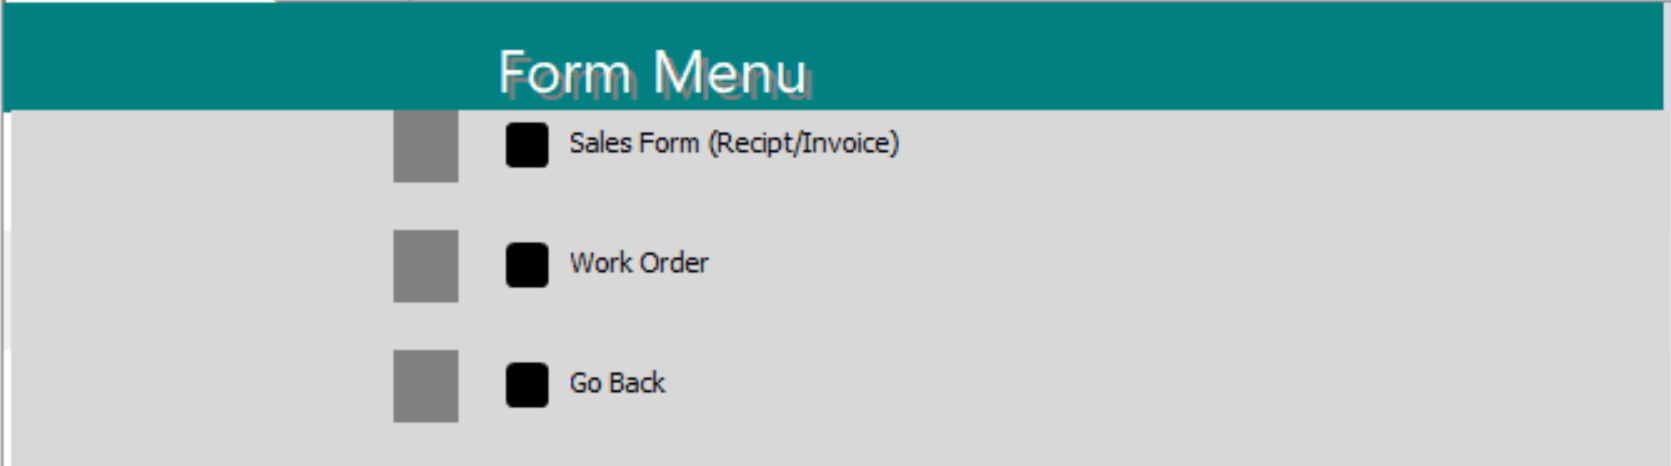 Form Menu
Sales Form (Recipt/Invoice)
Work Order
Go Back